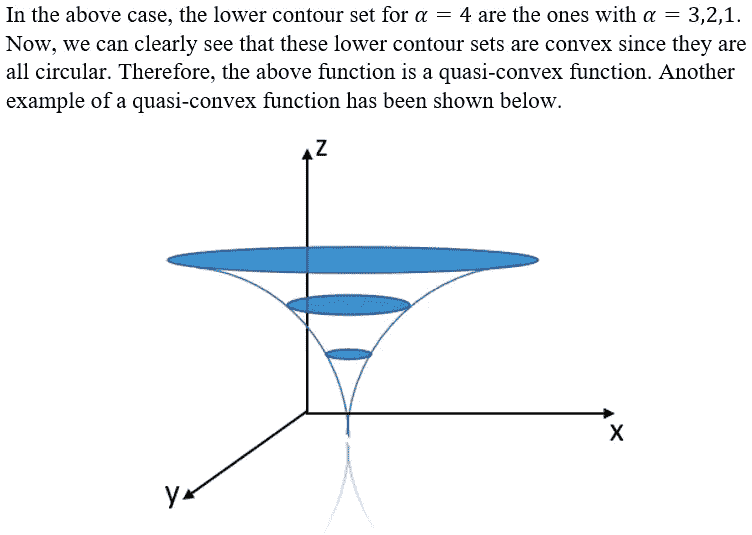 In the above case, the lower contour set for α = 4 are the ones with α = 3,2,1.
Now, we can clearly see that these lower contour sets are convex since they are
all circular. Therefore, the above function is a quasi-convex function. Another
example of a quasi-convex function has been shown below.
Z
X
y